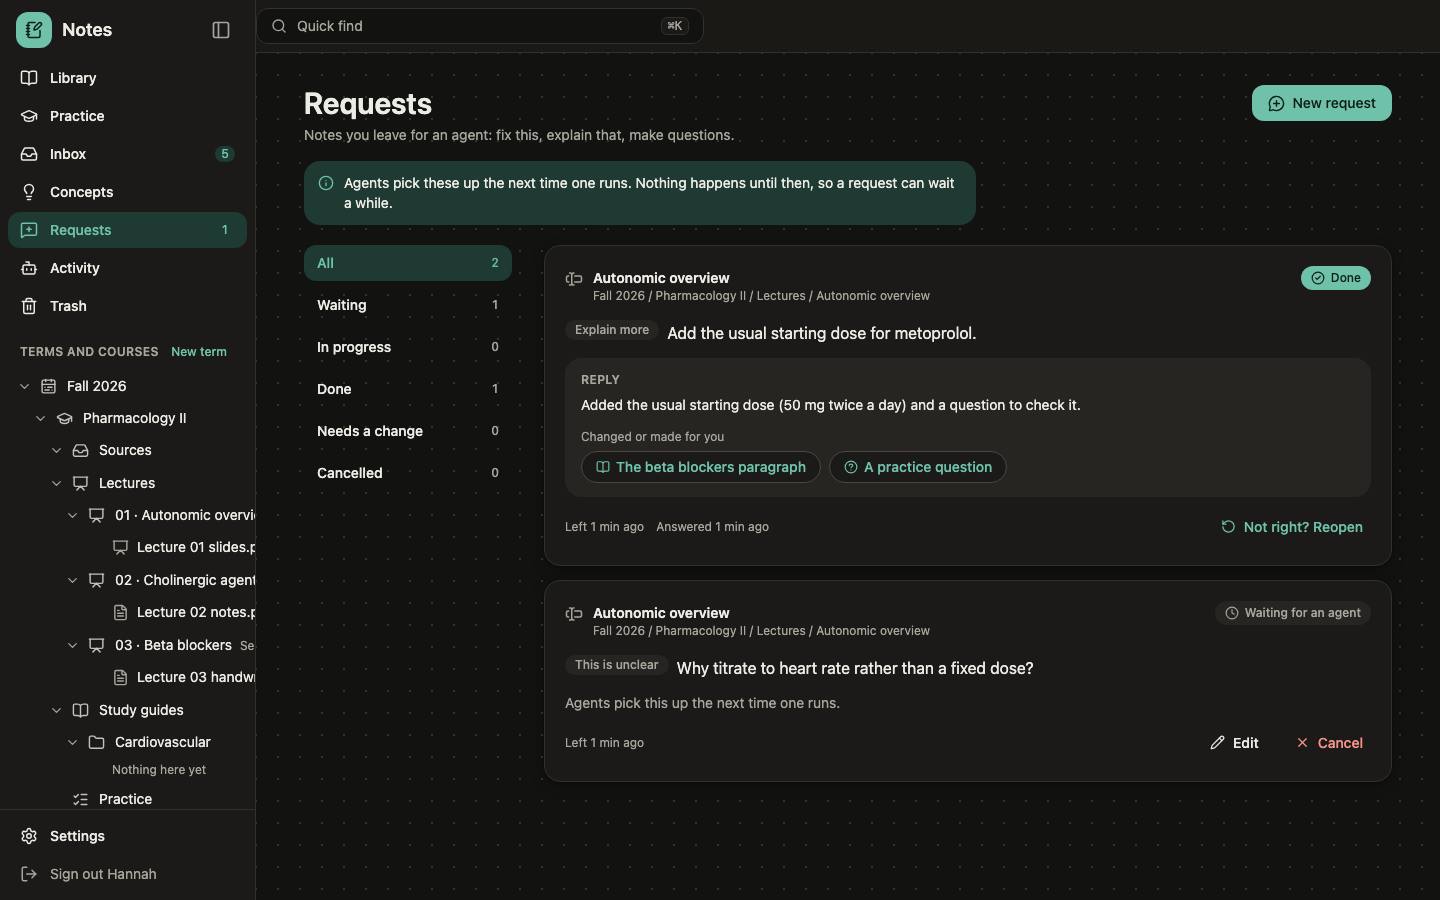 Notes
Quick find
⌘K
Library
Practice
Inbox 5
Concepts
Requests 1
Activity
Trash
TERMS AND COURSES New term
Fall 2026
Pharmacology II
Sources
Lectures
01 · Autonomic overvi
Lecture 01 slides.p
02 · Cholinergic agent
Lecture 02 notes.p
03 · Beta blockers Se
Lecture 03 handwr
Study guides
Cardiovascular
Nothing here yet
Practice
Settings
Sign out Hannah
Requests
New request
Notes you leave for an agent: fix this, explain that, make questions.
Agents pick these up the next time one runs. Nothing happens until then, so a request can wait
a while.
All 2
Waiting 1
In progress 0
Done 1
Needs a change 0
Cancelled 0
Autonomic overview
Done
Fall 2026 / Pharmacology II / Lectures / Autonomic overview
Explain more Add the usual starting dose for metoprolol.
REPLY
Added the usual starting dose (50 mg twice a day) and a question to check it.
Changed or made for you
The beta blockers paragraph
A practice question
Left 1 min ago Answered 1 min ago
Not right? Reopen
Autonomic overview
Waiting for an agent
Fall 2026 / Pharmacology II / Lectures / Autonomic overview
This is unclear Why titrate to heart rate rather than a fixed dose?
Agents pick this up the next time one runs.
Left 1 min ago
Edit
Cancel